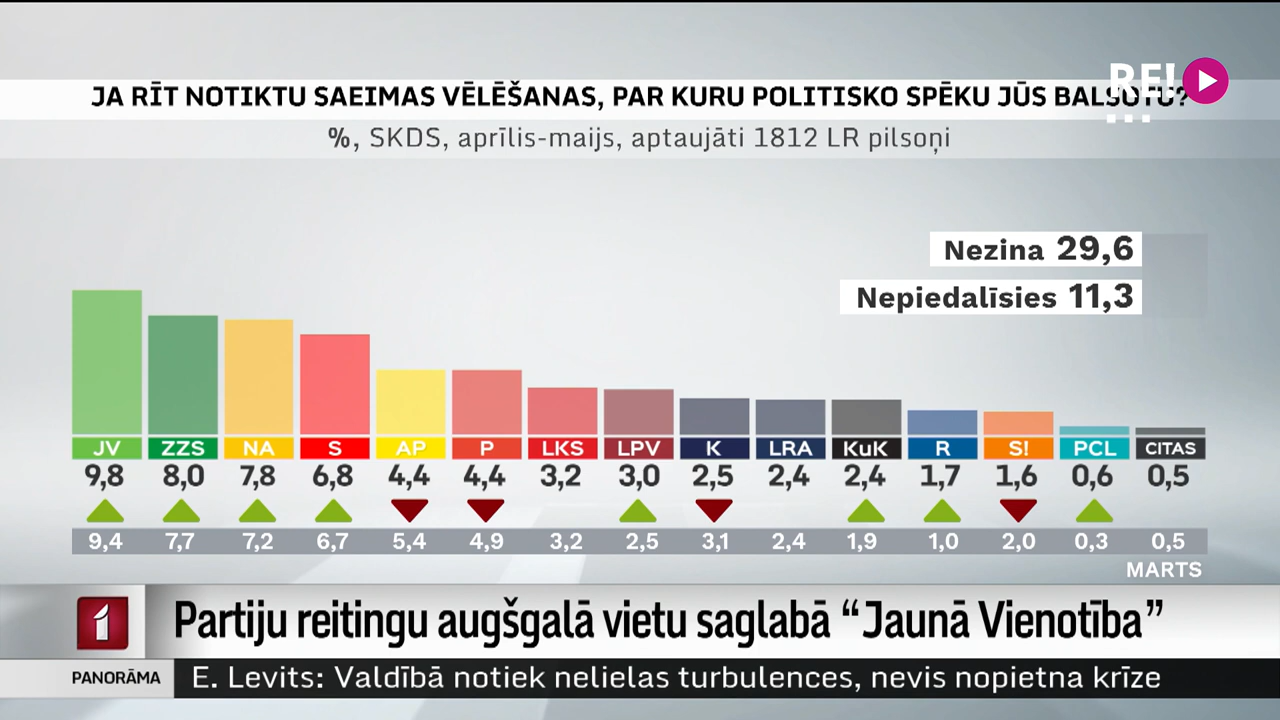 RE!
JA RĪT NOTIKTU SAEIMAS VĒLĒŠANAS, PAR KURU POLITISKO SPĒKU JŪS BALSOTU?
%, SKDS, aprīlis-maijs, aptaujāti 1812 LR pilsoņi
Nezina 29,6
Nepiedalīsies 11,3
JV ZZS NA S AP P LKS LPV K LRA KuK R S! PCL CITAS
9,8 8,0 7,8 6,8 4,4 4,4 3,2 3,0 2,5 2,4 2,4 1,7 1,6 0,6 0,5
9,4 7,7 7,2 6,7 5,4 4,9 3,2 2,5 3,1 2,4 1,9 1,0 2,0 0,3 0,5
MARTS
1 Partiju reitingu augšgalā vietu saglabā “Jaunā Vienotība”
PANORĀMA E. Levits: Valdībā notiek nelielas turbulences, nevis nopietna krīze